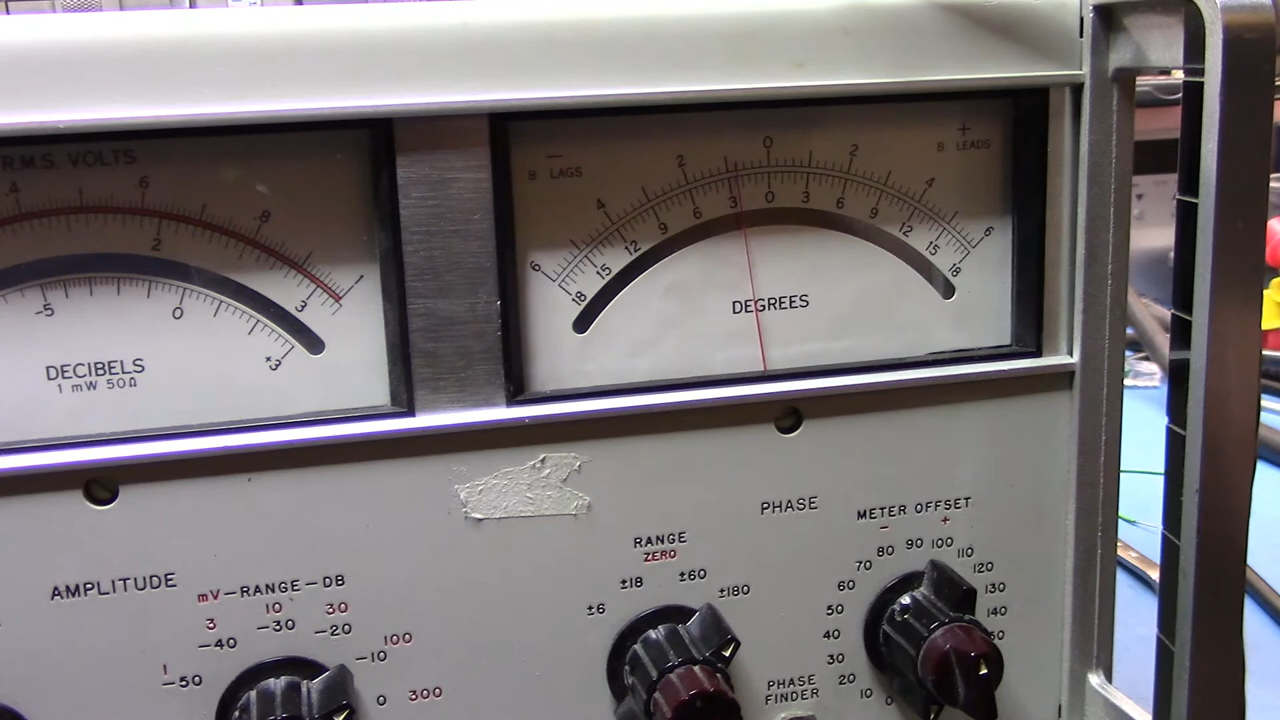 R.M.S. VOLTS
.4 .6 .8 1
2 3
-5 0 +3
DECIBELS
1 mW 50Ω
−
B LAGS
+
B LEADS
6 4 2 0 2 4 6
18 15 12 9 6 3 0 3 6 9 12 15 18
DEGREES
PHASE
AMPLITUDE
mV-RANGE-DB
1 3 10 30 100 300
-50 -40 -30 -20 -10 0
RANGE
ZERO
±6 ±18 ±60 ±180
METER OFFSET
− +
0 10 20 30 40 50 60 70 80 90 100 110 120 130 140 50
PHASE
FINDER